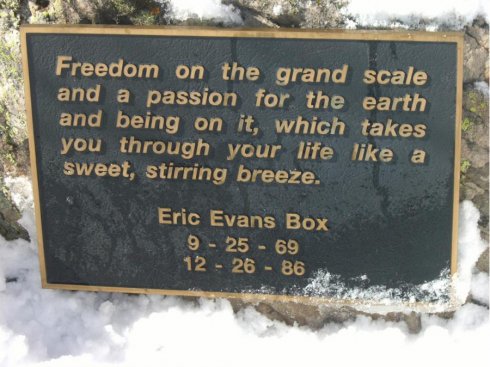 Freedom on the grand scale
and a passion for the earth
and being on it, which takes
you through your life like a
sweet, stirring breeze.
Eric Evans Box
9 - 25 - 69
12 - 26 - 86